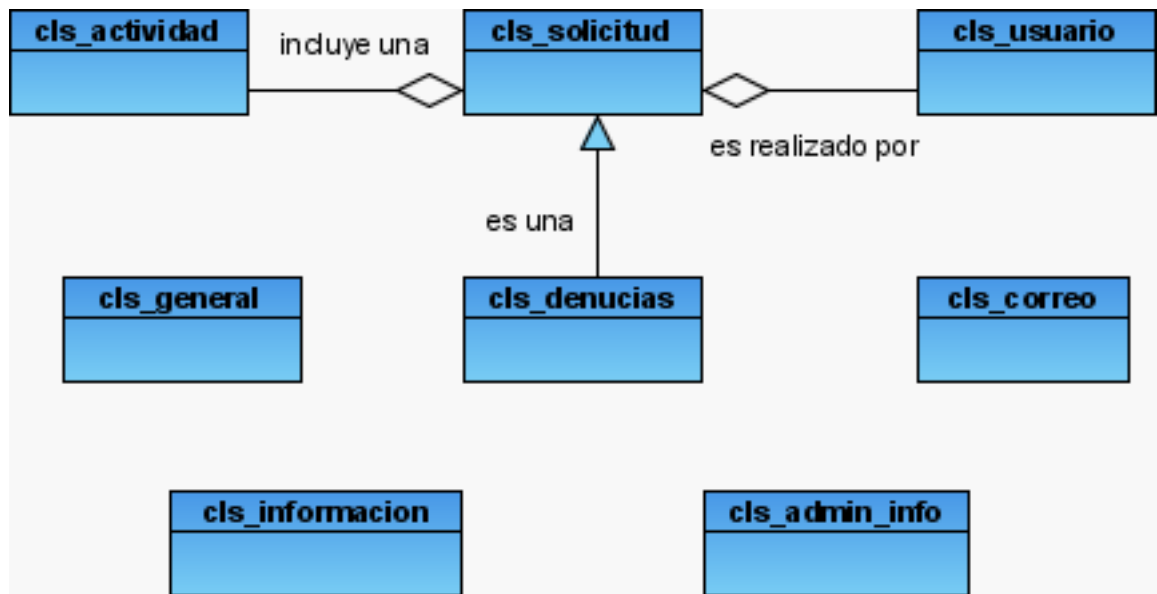 cls_actividad
incluye una
cls_solicitud
cls_usuario
es realizado por
es una
cls_general
cls_denucias
cls_correo
cls_informacion
cls_admin_info